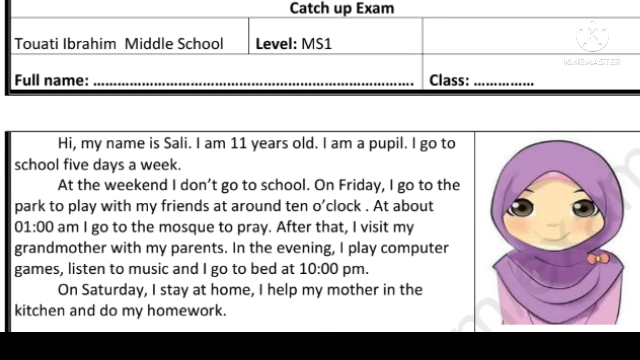 Catch up Exam
Touati Ibrahim Middle School Level: MS1
KINEMASTER
Full name: ………………………………………………………………………. Class: ……………
Hi, my name is Sali. I am 11 years old. I am a pupil. I go to
school five days a week.
At the weekend I don't go to school. On Friday, I go to the
park to play with my friends at around ten o'clock . At about
01:00 am I go to the mosque to pray. After that, I visit my
grandmother with my parents. In the evening, I play computer
games, listen to music and I go to bed at 10:00 pm.
On Saturday, I stay at home, I help my mother in the
kitchen and do my homework.